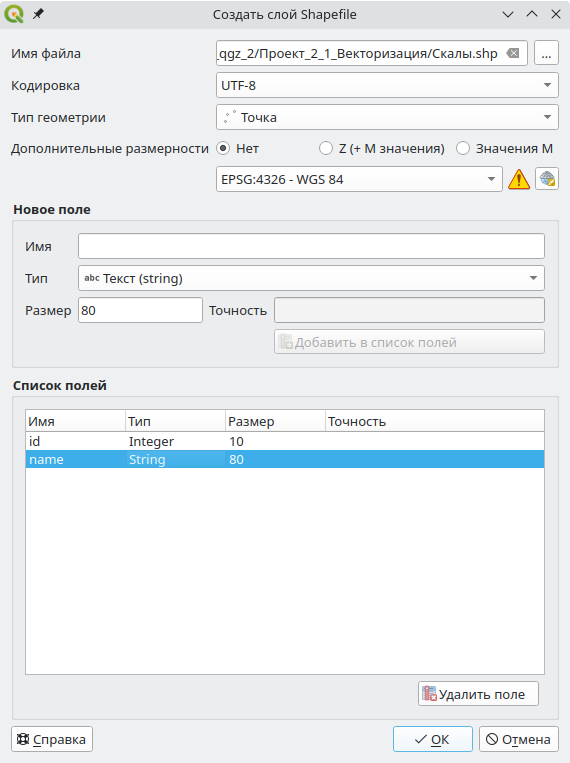 Создать слой Shapefile
Имя файла
_qgz_2/Проект_2_1_Векторизация/Скалы.shp
...
Кодировка
UTF-8
Тип геометрии
Точка
Дополнительные размерности
Нет
Z (+ M значения)
Значения M
EPSG:4326 - WGS 84
Новое поле
Имя
Тип
abc Текст (string)
Размер
80
Точность
Добавить в список полей
Список полей
Имя Тип Размер Точность
id Integer 10
name String 80
Удалить поле
Справка
ОК
Отмена